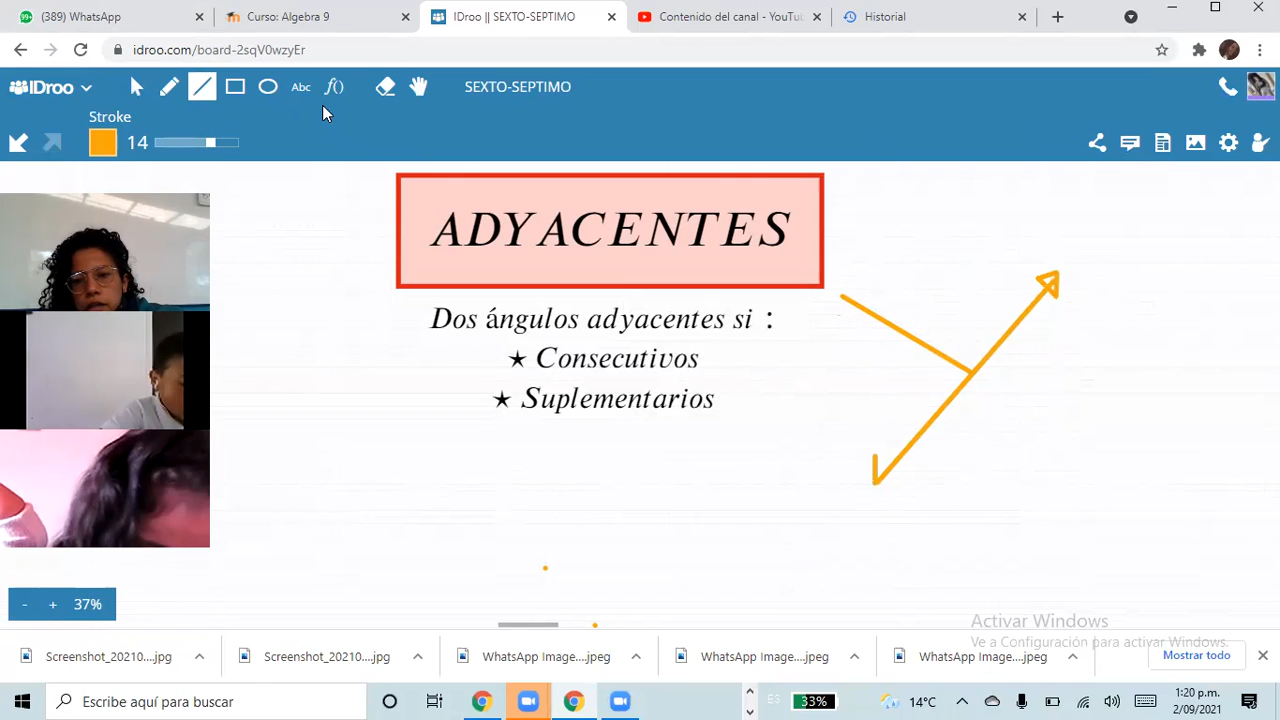 99+ (389) WhatsApp
Curso: Algebra 9
IDroo || SEXTO-SEPTIMO
Contenido del canal - YouTu
Historial
idroo.com/board-2sqV0wzyEr
IDroo
Abc
f()
SEXTO-SEPTIMO
Stroke
14
ADYACENTES
Dos ángulos adyacentes si :
★ Consecutivos
★ Suplementarios
- + 37%
Activar Windows
Ve a Configuración para activar Windows.
Screenshot_20210....jpg
Screenshot_20210....jpg
WhatsApp Image....jpeg
WhatsApp Image....jpeg
WhatsApp Image....jpeg
Mostrar todo
Escribe aquí para buscar
ES
33%
14°C
1:20 p.m.
2/09/2021